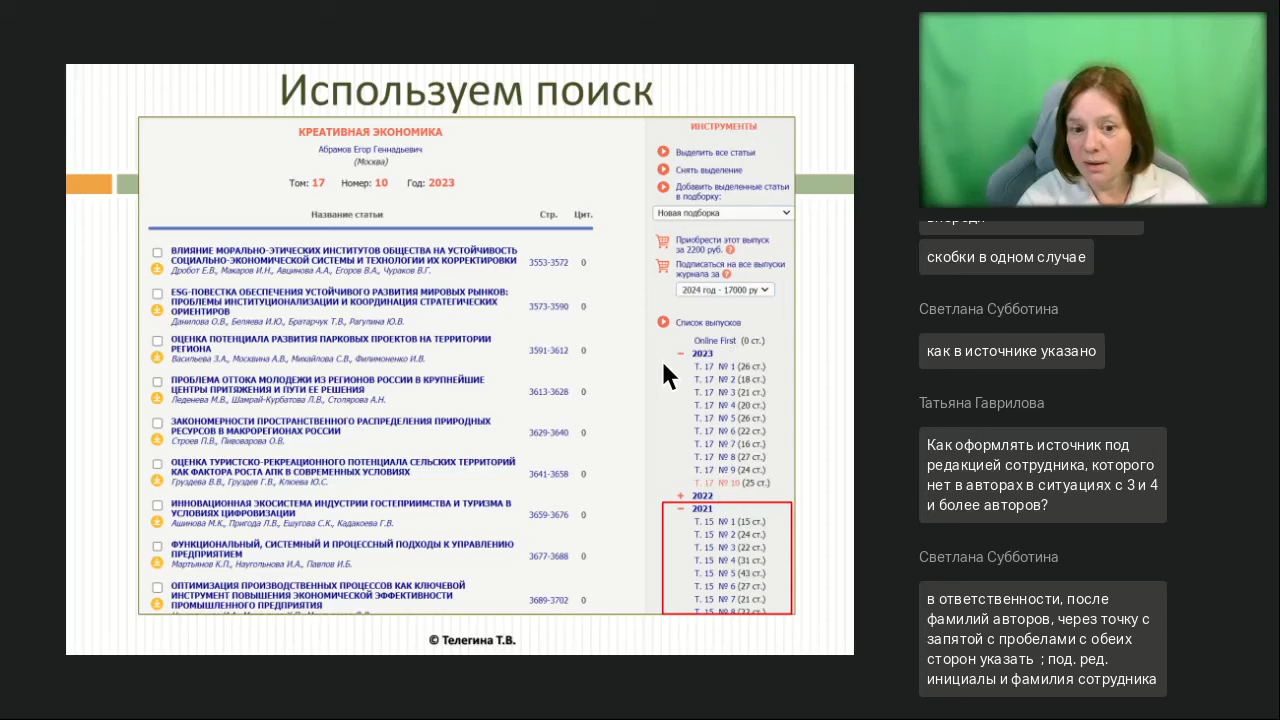 Используем поиск
КРЕАТИВНАЯ ЭКОНОМИКА
Абрамов Егор Геннадьевич
(Москва)
Том: 17 Номер: 10 Год: 2023
Название статьи Стр. Цит.
ВЛИЯНИЕ МОРАЛЬНО-ЭТИЧЕСКИХ ИНСТИТУТОВ ОБЩЕСТВА НА УСТОЙЧИВОСТЬ
СОЦИАЛЬНО-ЭКОНОМИЧЕСКОЙ СИСТЕМЫ И ТЕХНОЛОГИИ ИХ КОРРЕКТИРОВКИ
Дробот Е.В., Макаров И.Н., Авцинова А.А., Егоров В.А., Чураков В.Г.
3553-3572 0
ESG-ПОВЕСТКА ОБЕСПЕЧЕНИЯ УСТОЙЧИВОГО РАЗВИТИЯ МИРОВЫХ РЫНКОВ:
ПРОБЛЕМЫ ИНСТИТУЦИОНАЛИЗАЦИИ И КООРДИНАЦИЯ СТРАТЕГИЧЕСКИХ
ОРИЕНТИРОВ
Данилова О.В., Беляева И.Ю., Братарчук Т.В., Рагулина Ю.В.
3573-3590 0
ОЦЕНКА ПОТЕНЦИАЛА РАЗВИТИЯ ПАРКОВЫХ ПРОЕКТОВ НА ТЕРРИТОРИИ
РЕГИОНА
Васильева З.А., Москвина А.В., Михайлова С.В., Филимоненко И.В.
3591-3612 0
ПРОБЛЕМА ОТТОКА МОЛОДЕЖИ ИЗ РЕГИОНОВ РОССИИ В КРУПНЕЙШИЕ
ЦЕНТРЫ ПРИТЯЖЕНИЯ И ПУТИ ЕЕ РЕШЕНИЯ
Леденева М.В., Шамрай-Курбатова Л.В., Столярова А.Н.
3613-3628 0
ЗАКОНОМЕРНОСТИ ПРОСТРАНСТВЕННОГО РАСПРЕДЕЛЕНИЯ ПРИРОДНЫХ
РЕСУРСОВ В МАКРОРЕГИОНАХ РОССИИ
Строев П.В., Пивоварова О.В.
3629-3640 0
ОЦЕНКА ТУРИСТСКО-РЕКРЕАЦИОННОГО ПОТЕНЦИАЛА СЕЛЬСКИХ ТЕРРИТОРИЙ
КАК ФАКТОРА РОСТА АПК В СОВРЕМЕННЫХ УСЛОВИЯХ
Груздева В.В., Груздев Г.В., Клюева Ю.С.
3641-3658 0
ИННОВАЦИОННАЯ ЭКОСИСТЕМА ИНДУСТРИИ ГОСТЕПРИИМСТВА И ТУРИЗМА В
УСЛОВИЯХ ЦИФРОВИЗАЦИИ
Ашинова М.К., Пригода Л.В., Ешугова С.К., Кадакоева Г.В.
3659-3676 0
ФУНКЦИОНАЛЬНЫЙ, СИСТЕМНЫЙ И ПРОЦЕССНЫЙ ПОДХОДЫ К УПРАВЛЕНИЮ
ПРЕДПРИЯТИЕМ
Мартьянов К.П., Наугольнова И.А., Павлов И.Б.
3677-3688 0
ОПТИМИЗАЦИЯ ПРОИЗВОДСТВЕННЫХ ПРОЦЕССОВ КАК КЛЮЧЕВОЙ
ИНСТРУМЕНТ ПОВЫШЕНИЯ ЭКОНОМИЧЕСКОЙ ЭФФЕКТИВНОСТИ
ПРОМЫШЛЕННОГО ПРЕДПРИЯТИЯ
3689-3702 0
ИНСТРУМЕНТЫ
Выделить все статьи
Снять выделение
Добавить выделенные статьи
в подборку:
Новая подборка
Приобрести этот выпуск
за 2200 руб.
Подписаться на все выпуски
журнала за
2024 год - 17000 ру
Список выпусков
Online First (0 ст.)
2023
Т. 17 № 1 (26 ст.)
Т. 17 № 2 (18 ст.)
Т. 17 № 3 (21 ст.)
Т. 17 № 4 (20 ст.)
Т. 17 № 5 (26 ст.)
Т. 17 № 6 (22 ст.)
Т. 17 № 7 (16 ст.)
Т. 17 № 8 (27 ст.)
Т. 17 № 9 (24 ст.)
Т. 17 № 10 (25 ст.)
2022
2021
Т. 15 № 1 (15 ст.)
Т. 15 № 2 (24 ст.)
Т. 15 № 3 (22 ст.)
Т. 15 № 4 (31 ст.)
Т. 15 № 5 (43 ст.)
Т. 15 № 6 (27 ст.)
Т. 15 № 7 (21 ст.)
Т. 15 № 8 (22 ст.)
© Телегина Т.В.
впереди
скобки в одном случае
Светлана Субботина
как в источнике указано
Татьяна Гаврилова
Как оформлять источник под
редакцией сотрудника, которого
нет в авторах в ситуациях с 3 и 4
и более авторов?
Светлана Субботина
в ответственности, после
фамилий авторов, через точку с
запятой с пробелами с обеих
сторон указать ; под. ред.
инициалы и фамилия сотрудника